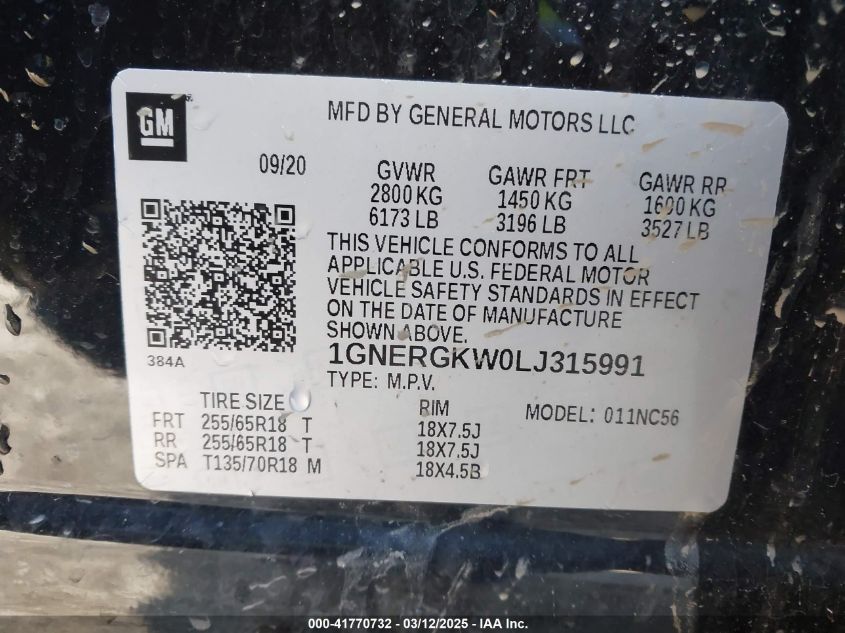 GM
MFD BY GENERAL MOTORS LLC
09/20
GVWR
2800 KG
6173 LB
GAWR FRT
1450 KG
3196 LB
GAWR RR
1600 KG
3527 LB
THIS VEHICLE CONFORMS TO ALL
APPLICABLE U.S. FEDERAL MOTOR
VEHICLE SAFETY STANDARDS IN EFFECT
ON THE DATE OF MANUFACTURE
SHOWN ABOVE.
384A
1GNERGKW0LJ315991
TYPE: M.P.V.
TIRE SIZE RIM MODEL: 011NC56
FRT 255/65R18 T 18X7.5J
RR 255/65R18 T 18X7.5J
SPA T135/70R18 M 18X4.5B
000-41770732 - 03/12/2025 - IAA Inc.